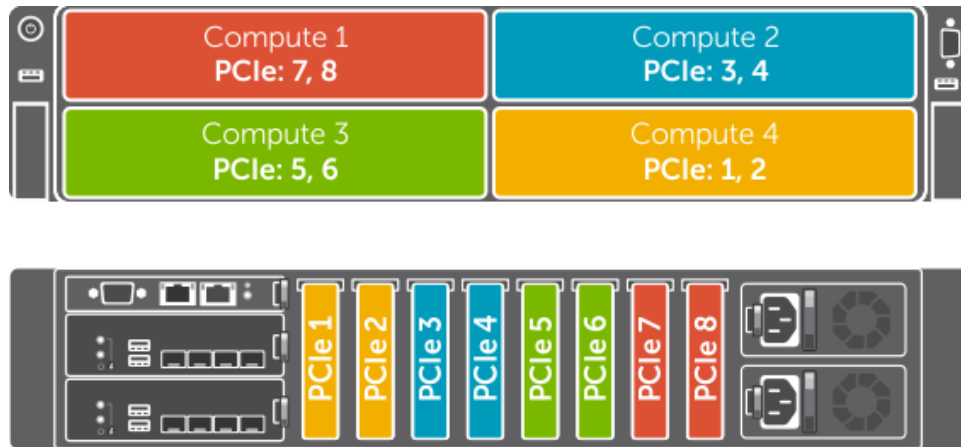 Compute 1
PCIe: 7, 8
Compute 2
PCIe: 3, 4
Compute 3
PCIe: 5, 6
Compute 4
PCIe: 1, 2
PCIe 1
PCIe 2
PCIe 3
PCIe 4
PCIe 5
PCIe 6
PCIe 7
PCIe 8